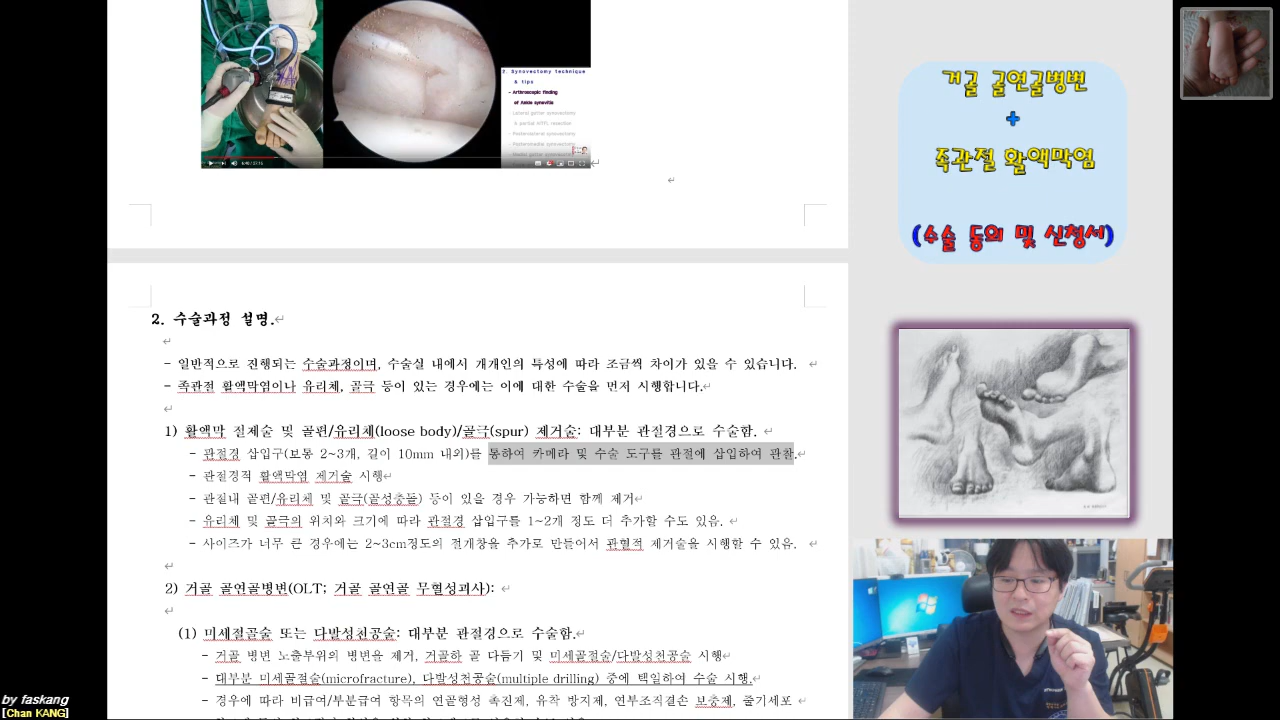 2. Synovectomy technique
& tips
- Arthroscopic finding
of Ankle synovitis
- Lateral gutter synovectomy
& partial AITFL resection
- Posterolateral synovectomy
- Posteromedial synovectomy
2. 수술과정 설명.
- 일반적으로 진행되는 수술과정이며, 수술실 내에서 개개인의 특성에 따라 조금씩 차이가 있을 수 있습니다.
- 족관절 활액막염이나 유리체, 골극 등이 있는 경우에는 이에 대한 수술을 먼저 시행합니다.
1) 활액막 절제술 및 골편/유리체(loose body)/골극(spur) 제거술: 대부분 관절경으로 수술함.
- 관절경 삽입구(보통 2~3개, 길이 10mm 내외)를 통하여 카메라 및 수술 도구를 관절에 삽입하여 관찰.
- 관절경적 활액막염 제거술 시행
- 관절내 골편/유리체 및 골극(골성충돌) 등이 있을 경우 가능하면 함께 제거
- 유리체 및 골극의 위치와 크기에 따라 관절경 삽입구를 1~2개 정도 더 추가할 수도 있음.
- 사이즈가 너무 큰 경우에는 2~3cm정도의 절개창을 추가로 만들어서 관혈적 제거술을 시행할 수 있음.
2) 거골 골연골병변(OLT; 거골 골연골 무혈성괴사):
(1) 미세절골술 또는 다발성천공술: 대부분 관절경으로 수술함.
- 거골 병변 노출부위의 병변을 제거, 거골하 골 다듬기 및 미세골절술/다발성천공술 시행
- 대부분 미세골절술(microfracture), 다발성천공술(multiple drilling) 중에 택일하여 수술 시행.
- 경우에 따라 비급여/부분급여 항목의 연골형성 촉진제, 유착 방지제, 연부조직결손 보충제, 줄기세포
거골 골연골병변
+
족관절 활액막염
(수술 동의 및 신청서)
by faskang
[Chan KANG]